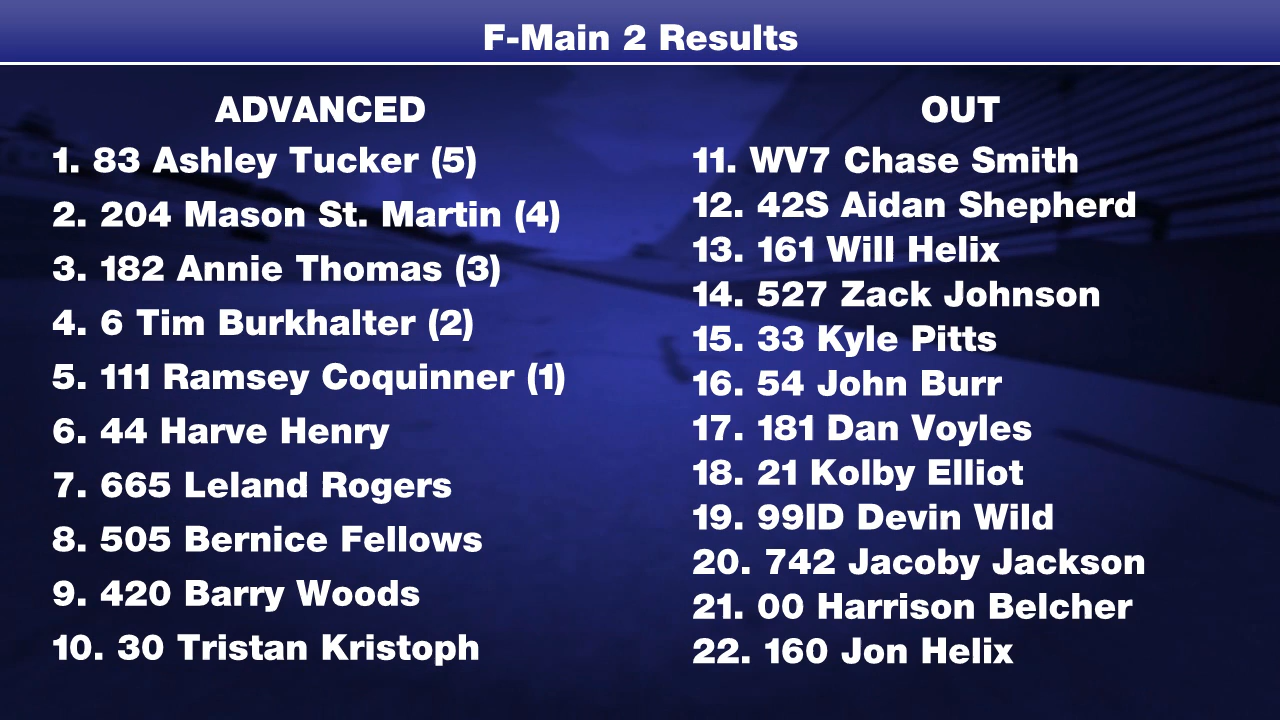 F-Main 2 Results
ADVANCED
1. 83 Ashley Tucker (5)
2. 204 Mason St. Martin (4)
3. 182 Annie Thomas (3)
4. 6 Tim Burkhalter (2)
5. 111 Ramsey Coquinner (1)
6. 44 Harve Henry
7. 665 Leland Rogers
8. 505 Bernice Fellows
9. 420 Barry Woods
10. 30 Tristan Kristoph
OUT
11. WV7 Chase Smith
12. 42S Aidan Shepherd
13. 161 Will Helix
14. 527 Zack Johnson
15. 33 Kyle Pitts
16. 54 John Burr
17. 181 Dan Voyles
18. 21 Kolby Elliot
19. 99ID Devin Wild
20. 742 Jacoby Jackson
21. 00 Harrison Belcher
22. 160 Jon Helix